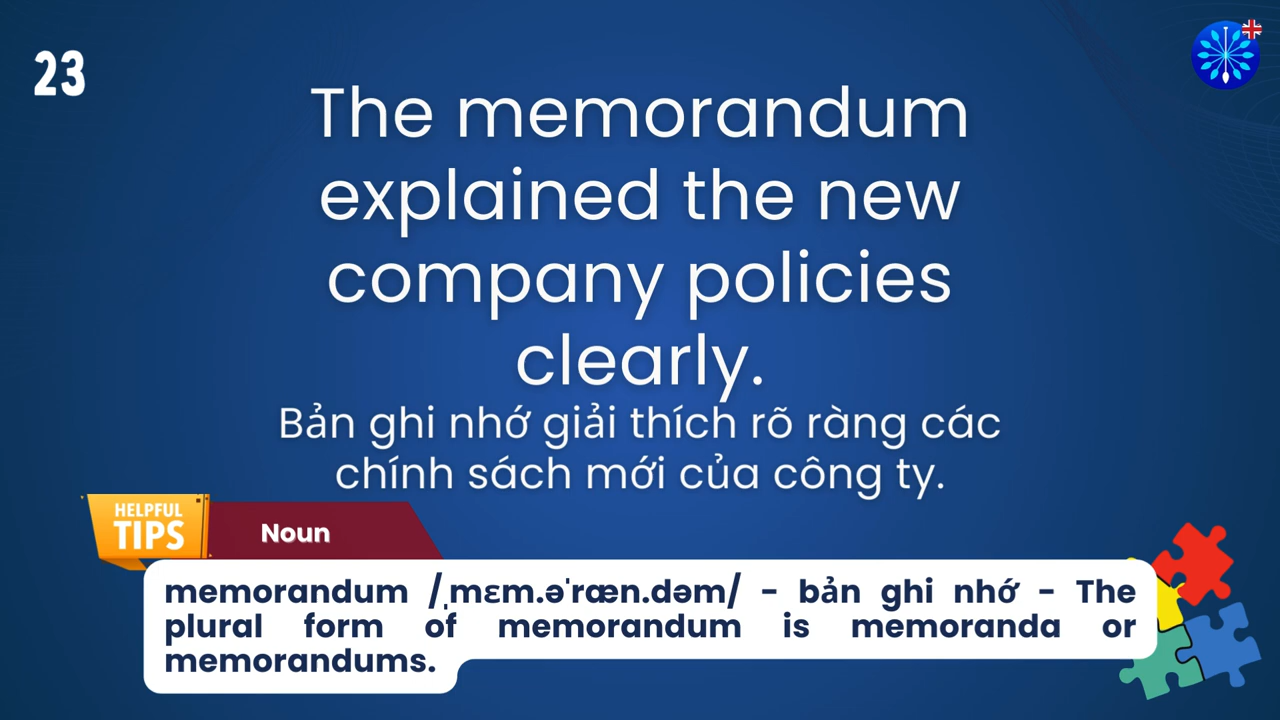 23
The memorandum
explained the new
company policies
clearly.
Bản ghi nhớ giải thích rõ ràng các
chính sách mới của công ty.
HELPFUL
TIPS
Noun
memorandum /ˌmɛm.əˈræn.dəm/ - bản ghi nhớ - The
plural form of memorandum is memoranda or
memorandums.